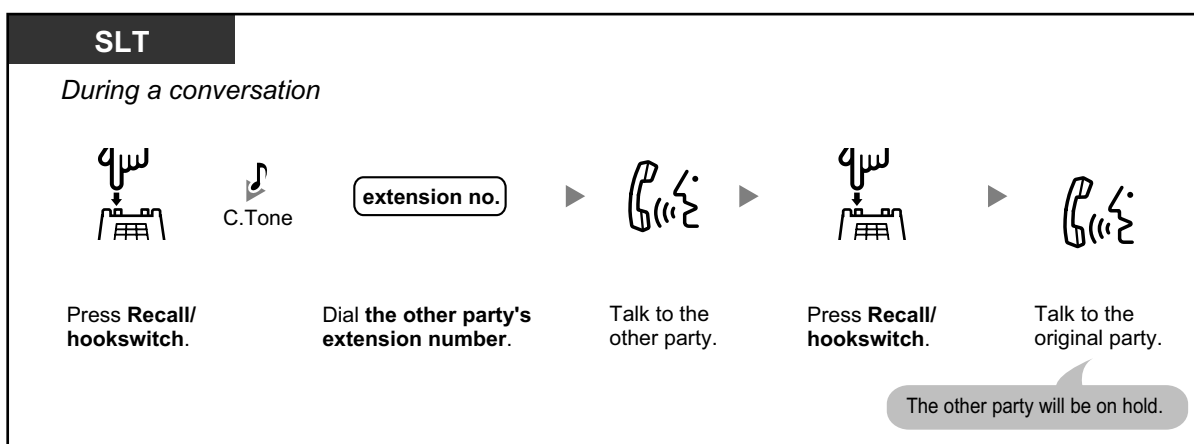 SLT
During a conversation
C.Tone
extension no.
Press Recall/
hookswitch.
Dial the other party's
extension number.
Talk to the
other party.
Press Recall/
hookswitch.
Talk to the
original party.
The other party will be on hold.